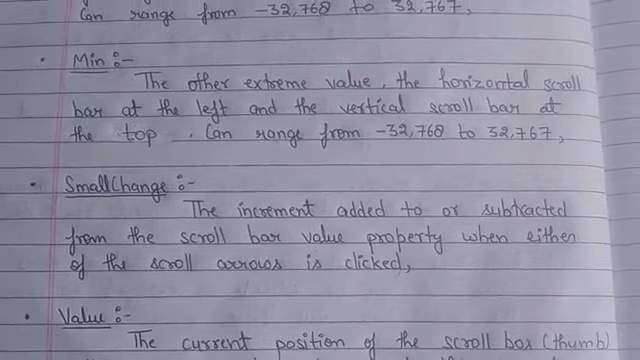 Can range from -32,768 to 32,767,
• Min :-
The other extreme value, the horizontal scroll
bar at the left and the vertical scroll bar at
the top. Can range from -32,768 to 32,767,
• SmallChange :-
The increment added to or subtracted
from the scroll bar value property when either
of the scroll arrows is clicked,
• Value :-
The current position of the scroll box (thumb)